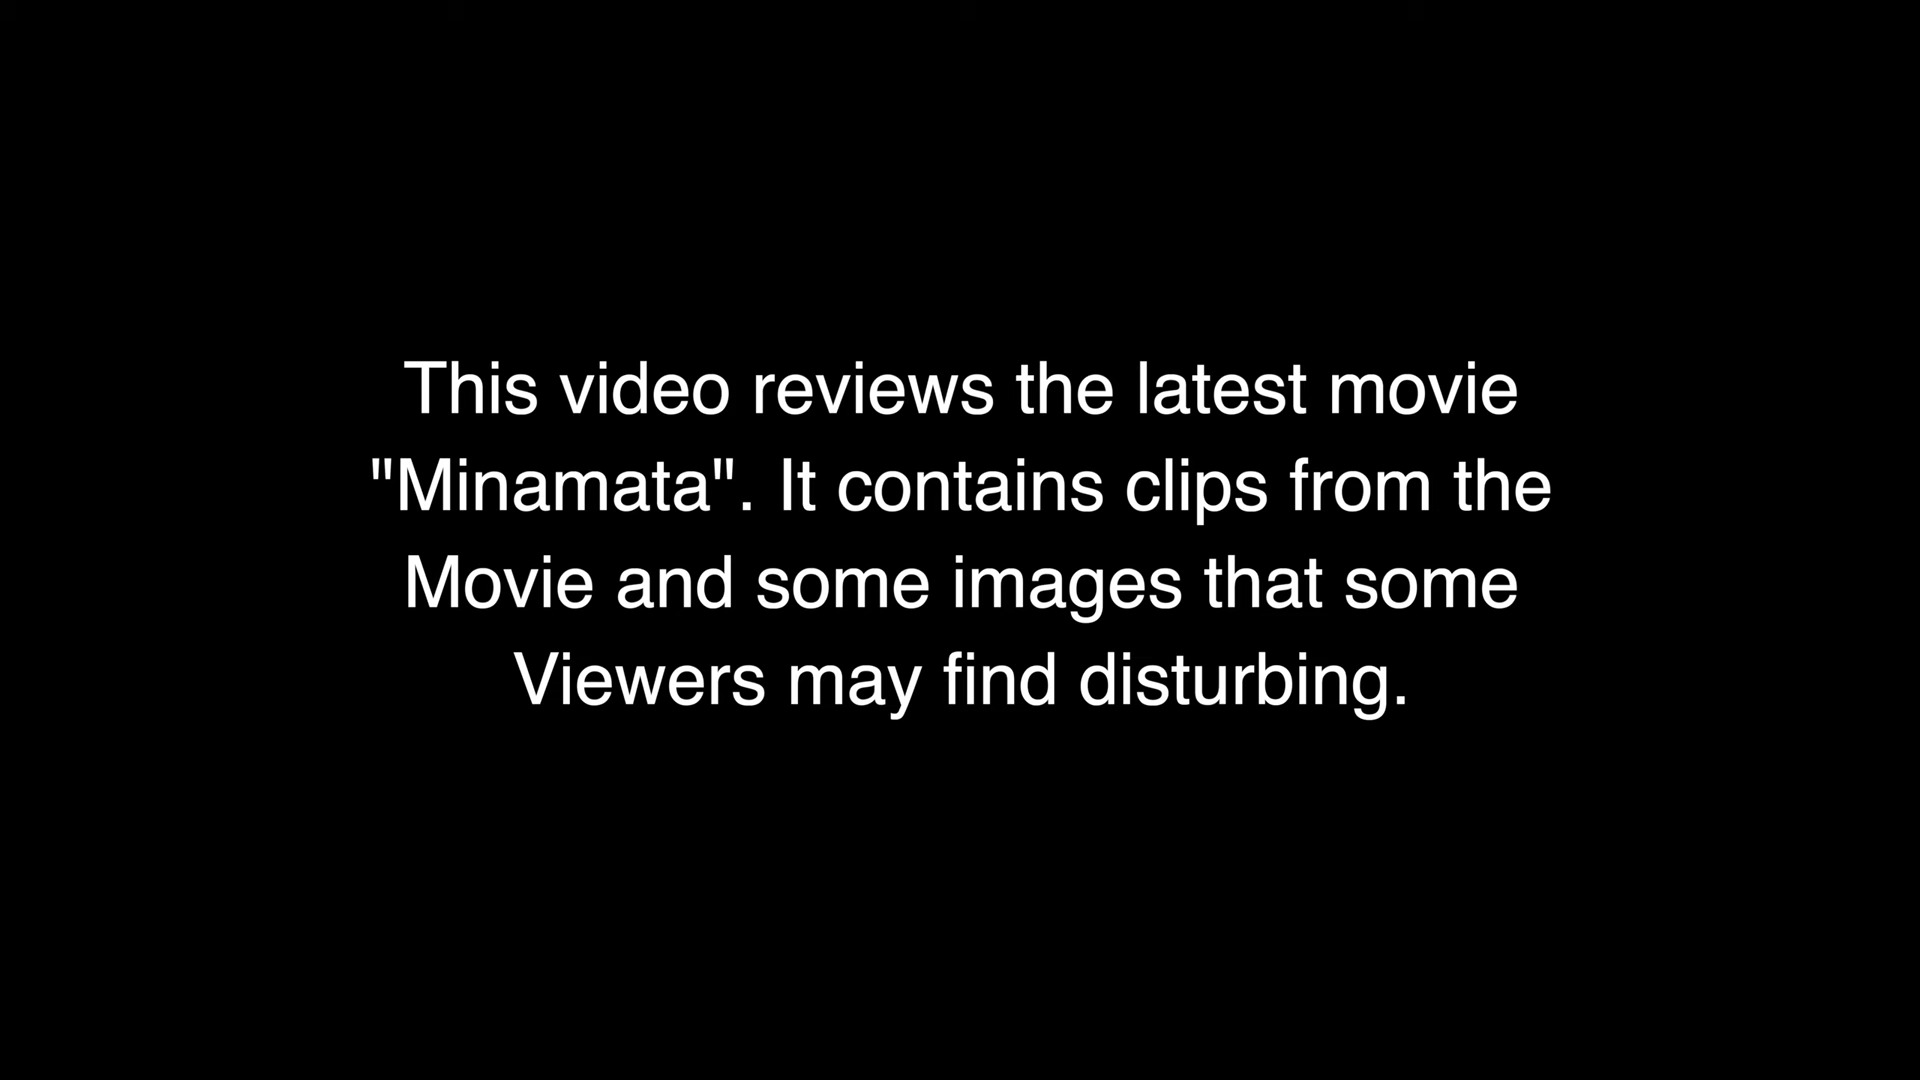 This video reviews the latest movie
"Minamata". It contains clips from the
Movie and some images that some
Viewers may find disturbing.